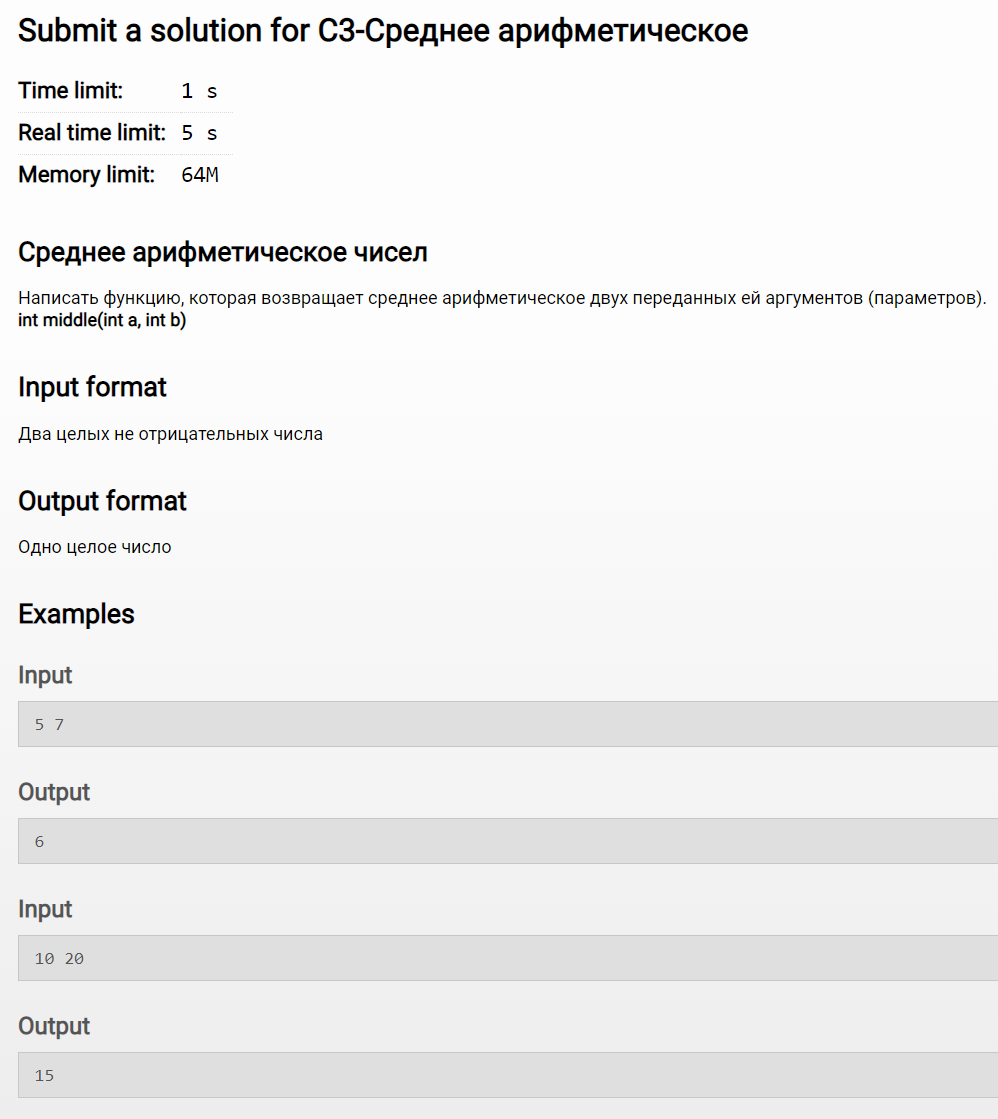 Submit a solution for C3-Среднее арифметическое
Time limit: 1 s
Real time limit: 5 s
Memory limit: 64M
Среднее арифметическое чисел
Написать функцию, которая возвращает среднее арифметическое двух переданных ей аргументов (параметров).
int middle(int a, int b)
Input format
Два целых не отрицательных числа
Output format
Одно целое число
Examples
Input
5 7
Output
6
Input
10 20
Output
15